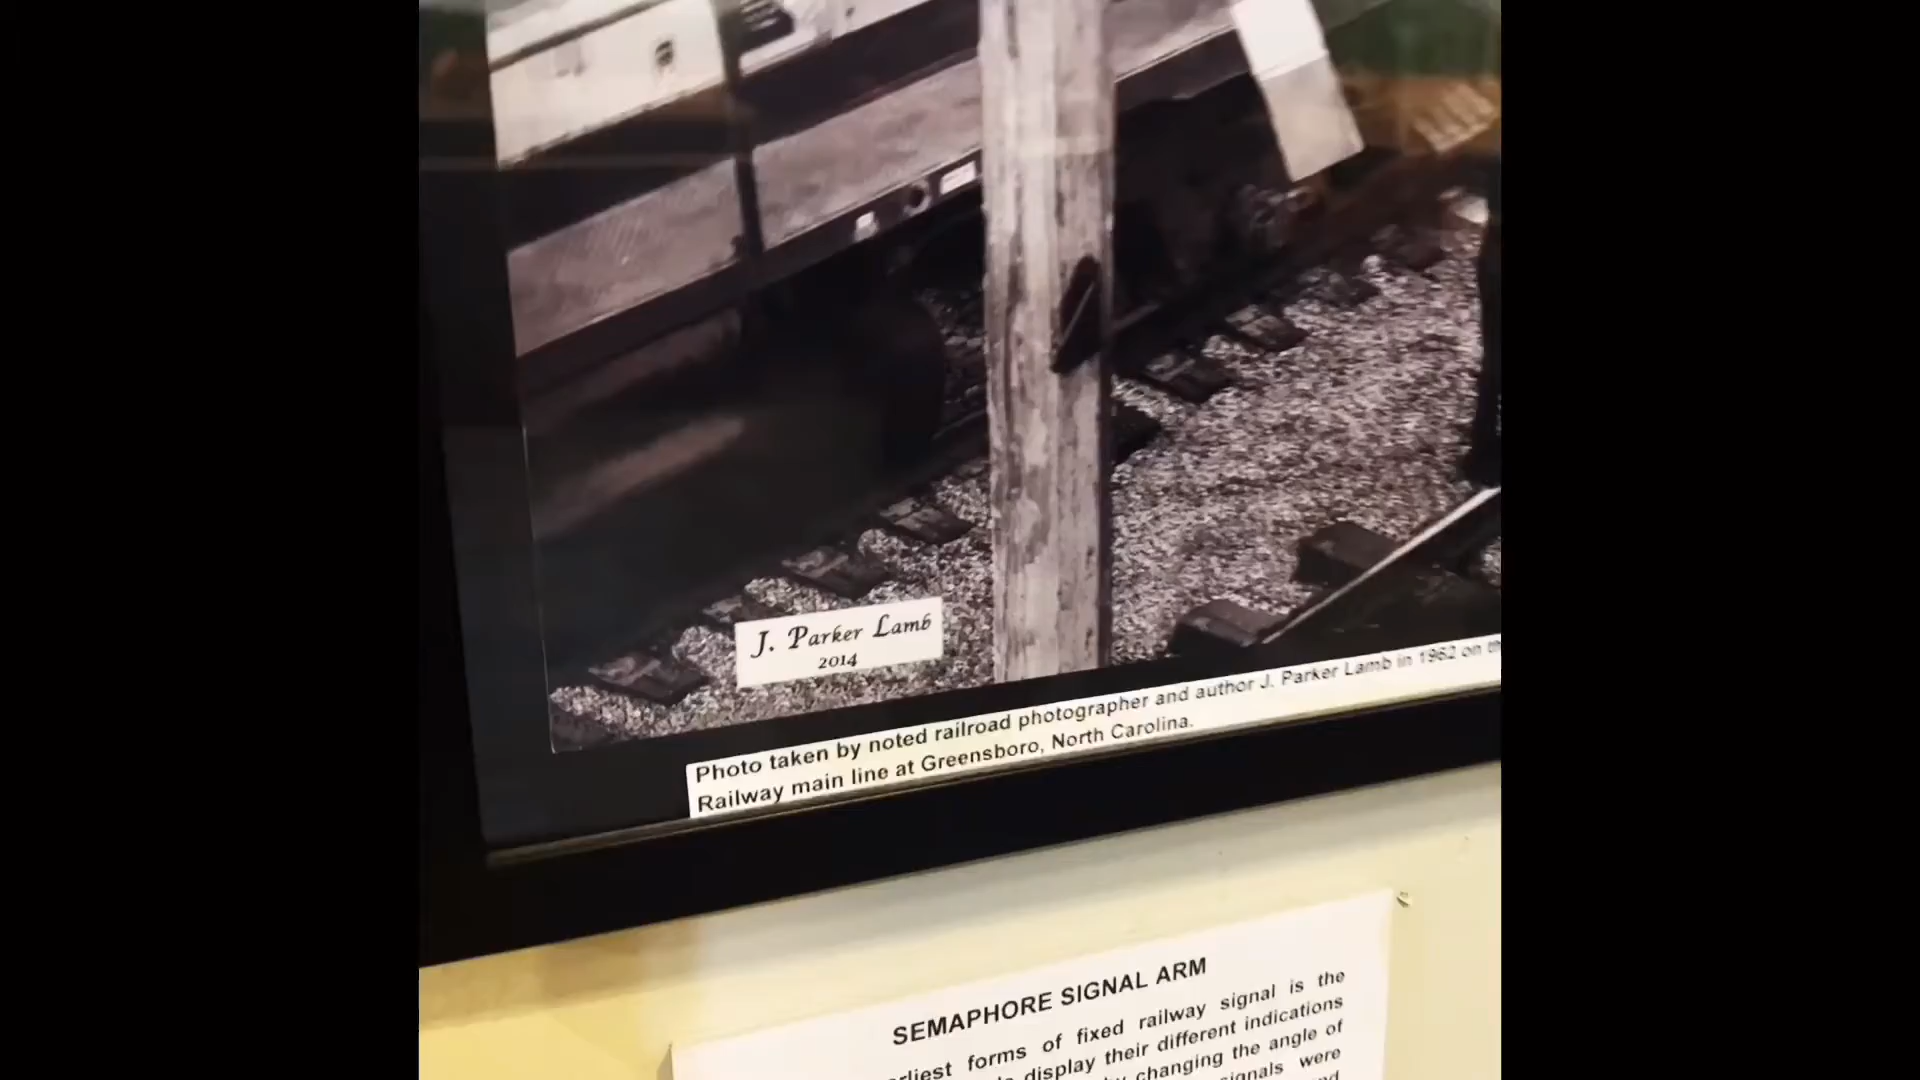 J. Parker Lamb
2014
Photo taken by noted railroad photographer and author J. Parker Lamb in 1962 on
Railway main line at Greensboro, North Carolina.
SEMAPHORE SIGNAL ARM
forms of fixed railway signal is the
display their different indications
changing the angle of
were